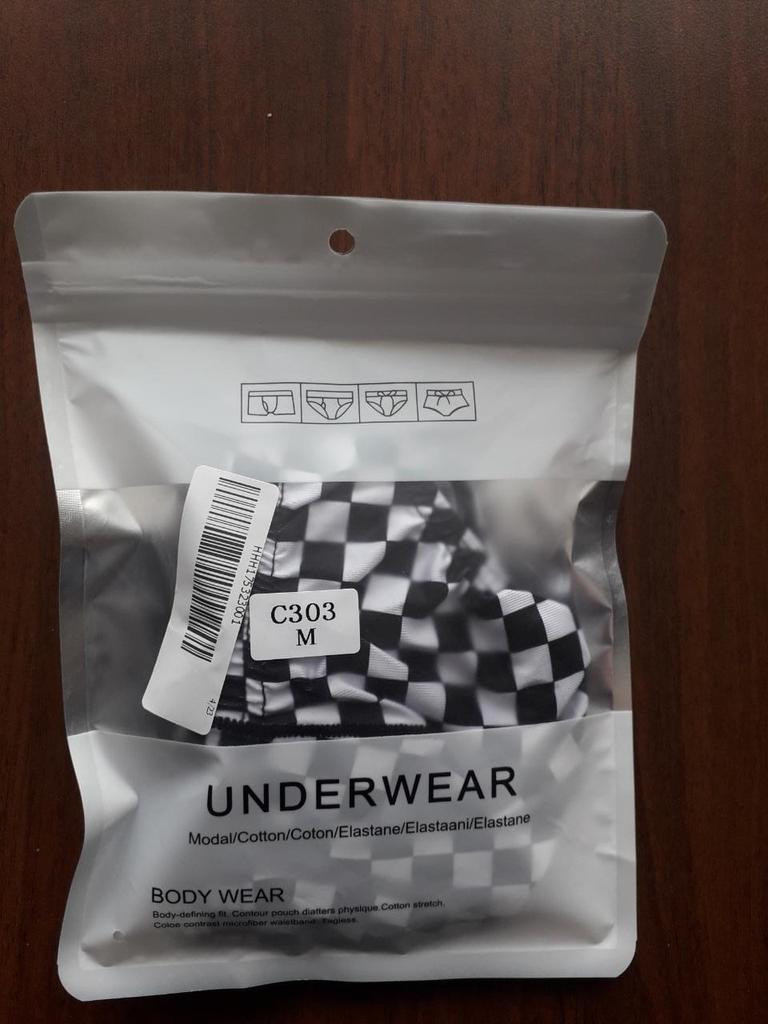 HHH175323001
4/23
C303
M
UNDERWEAR
Modal/Cotton/Coton/Elastane/Elastaani/Elastane
BODY WEAR
Body-defining fit. Contour pouch diatters physique.Cotton stretch,
Coloe contrast microfiber waistband. Tagless.